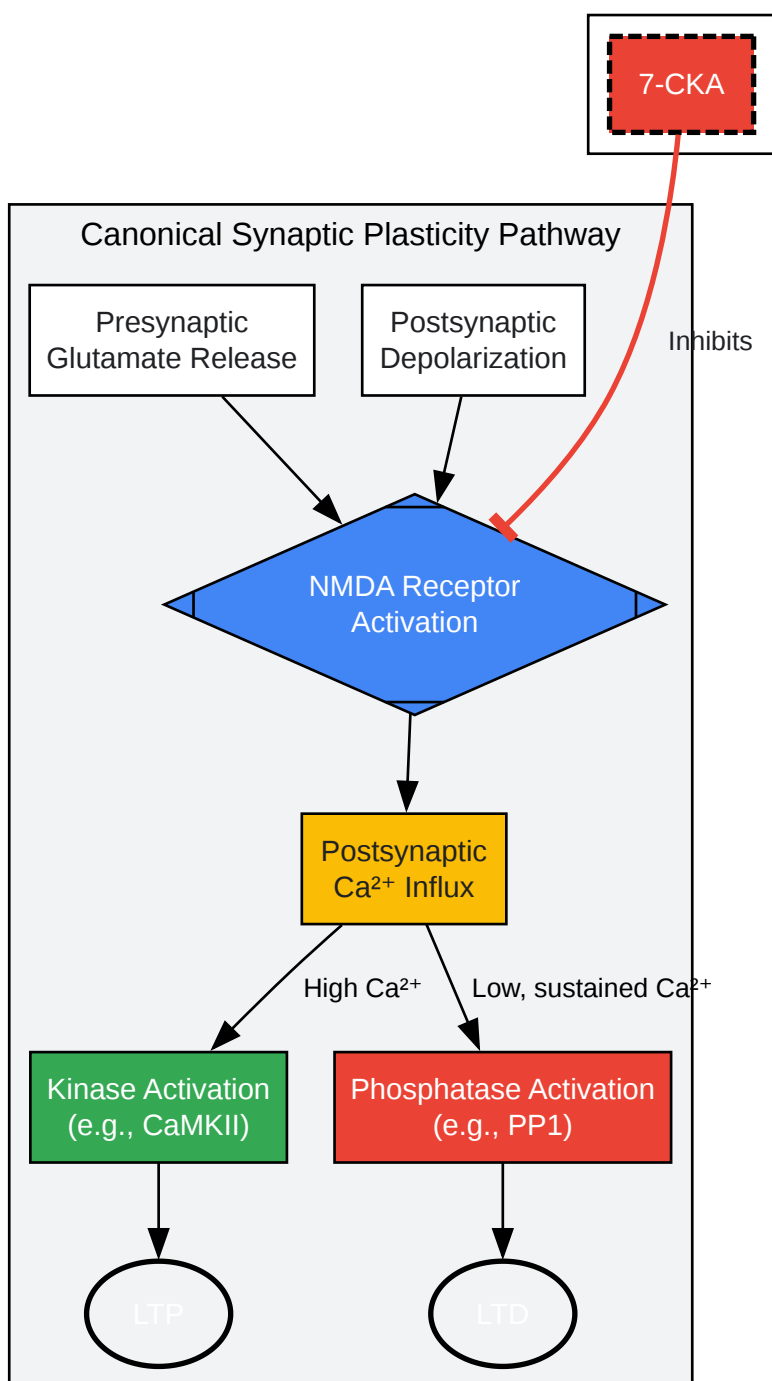 7-CKA
Canonical Synaptic Plasticity Pathway
Presynaptic
Glutamate Release
Postsynaptic
Depolarization
Inhibits
NMDA Receptor
Activation
Postsynaptic
Ca²⁺ Influx
High Ca²⁺
Low, sustained Ca²⁺
Kinase Activation
(e.g., CaMKII)
Phosphatase Activation
(e.g., PP1)
LTP
LTD